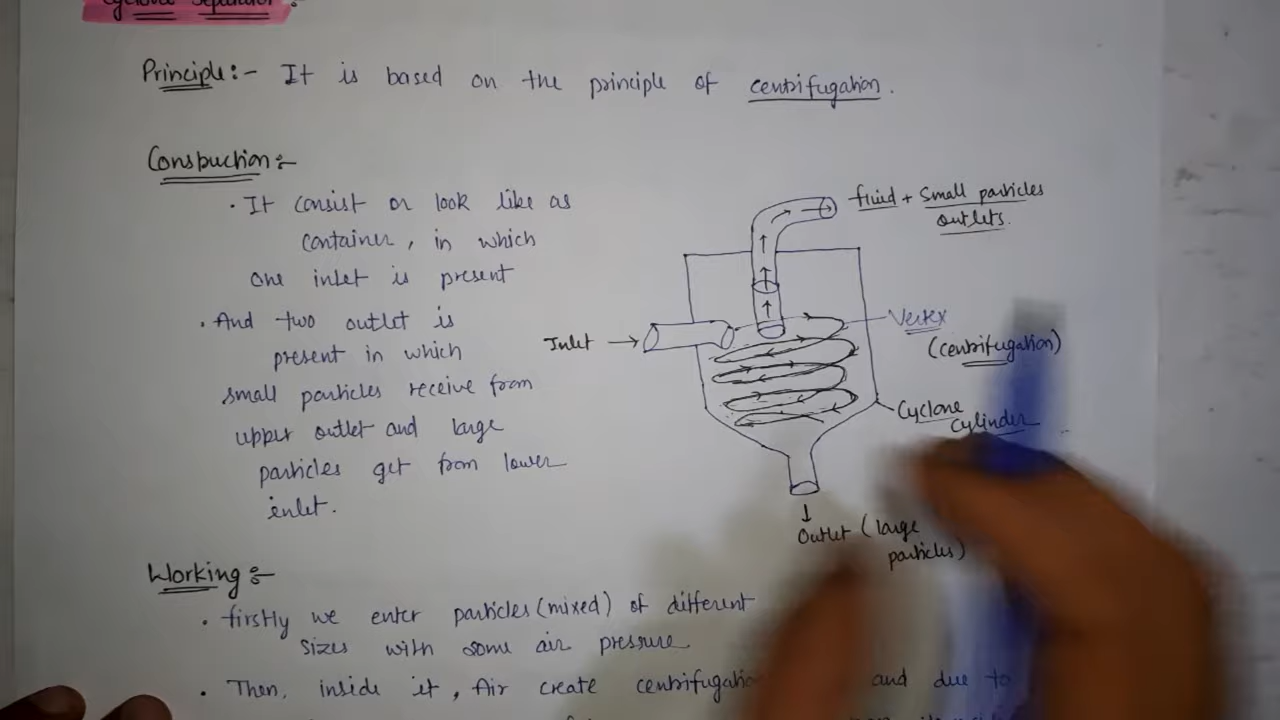 Cyclone Separator :-
Principle:- It is based on the principle of centrifugation.
Construction:-
• It consist or look like as
container, in which
one inlet is present
• And two outlet is
present in which
small particles receive from
upper outlet and large
particles get from lower
inlet.
fluid + small particles
outlets.
Inlet →
Vertex
(centrifugation)
Cyclone
Cylinder
↓
Outlet (large
particles)
Working:-
• firstly we enter particles (mixed) of different
sizes with some air pressure
• Then, inside it, Air create and due to